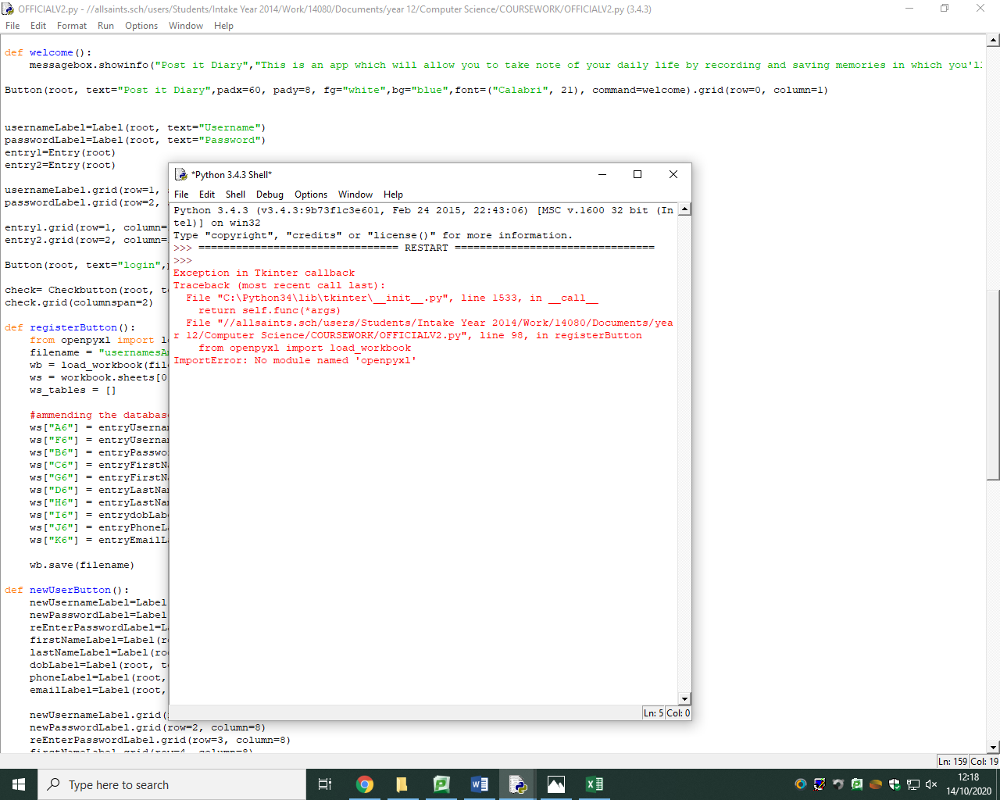 OFFICIALV2.py - //allsaints.sch/users/Students/Intake Year 2014/Work/14080/Documents/year 12/Computer Science/COURSEWORK/OFFICIALV2.py (3.4.3)
File Edit Format Run Options Window Help
def welcome():
messagebox.showinfo("Post it Diary","This is an app which will allow you to take note of your daily life by recording and saving memories in which you'l
Button(root, text="Post it Diary",padx=60, pady=8, fg="white",bg="blue",font=("Calabri", 21), command=welcome).grid(row=0, column=1)
usernameLabel=Label(root, text="Username")
passwordLabel=Label(root, text="Password")
entry1=Entry(root)
entry2=Entry(root)
usernameLabel.grid(row=1,
passwordLabel.grid(row=2,
entry1.grid(row=1, column=
entry2.grid(row=2, column=
Button(root, text="login",
check= Checkbutton(root, t
check.grid(columnspan=2)
def registerButton():
from openpyxl import l
filename = "usernamesA
wb = load_workbook(fil
ws = workbook.sheets[0
ws_tables = []
#ammending the databas
ws["A6"] = entryUserna
ws["F6"] = entryUserna
ws["B6"] = entryPasswo
ws["C6"] = entryFirstN
ws["G6"] = entryFirstN
ws["D6"] = entryLastNa
ws["H6"] = entryLastNa
ws["I6"] = entrydobLab
ws["J6"] = entryPhoneL
ws["K6"] = entryEmailL
wb.save(filename)
def newUserButton():
newUsernameLabel=Label
newPasswordLabel=Label
reEnterPasswordLabel=L
firstNameLabel=Label(r
lastNameLabel=Label(ro
dobLabel=Label(root, t
phoneLabel=Label(root,
emailLabel=Label(root,
newUsernameLabel.grid(
newPasswordLabel.grid(row=2, column=8)
reEnterPasswordLabel.grid(row=3, column=8)
firstNameLabel.grid(row=4, column=8)
*Python 3.4.3 Shell*
File Edit Shell Debug Options Window Help
Python 3.4.3 (v3.4.3:9b73f1c3e601, Feb 24 2015, 22:43:06) [MSC v.1600 32 bit (In
tel)] on win32
Type "copyright", "credits" or "license()" for more information.
>>> ================================ RESTART ================================
>>>
Exception in Tkinter callback
Traceback (most recent call last):
File "C:\Python34\lib\tkinter\__init__.py", line 1533, in __call__
return self.func(*args)
File "//allsaints.sch/users/Students/Intake Year 2014/Work/14080/Documents/yea
r 12/Computer Science/COURSEWORK/OFFICIALV2.py", line 98, in registerButton
from openpyxl import load_workbook
ImportError: No module named 'openpyxl'
Ln: 5 Col: 0
Ln: 159 Col: 19
Type here to search
12:18
14/10/2020